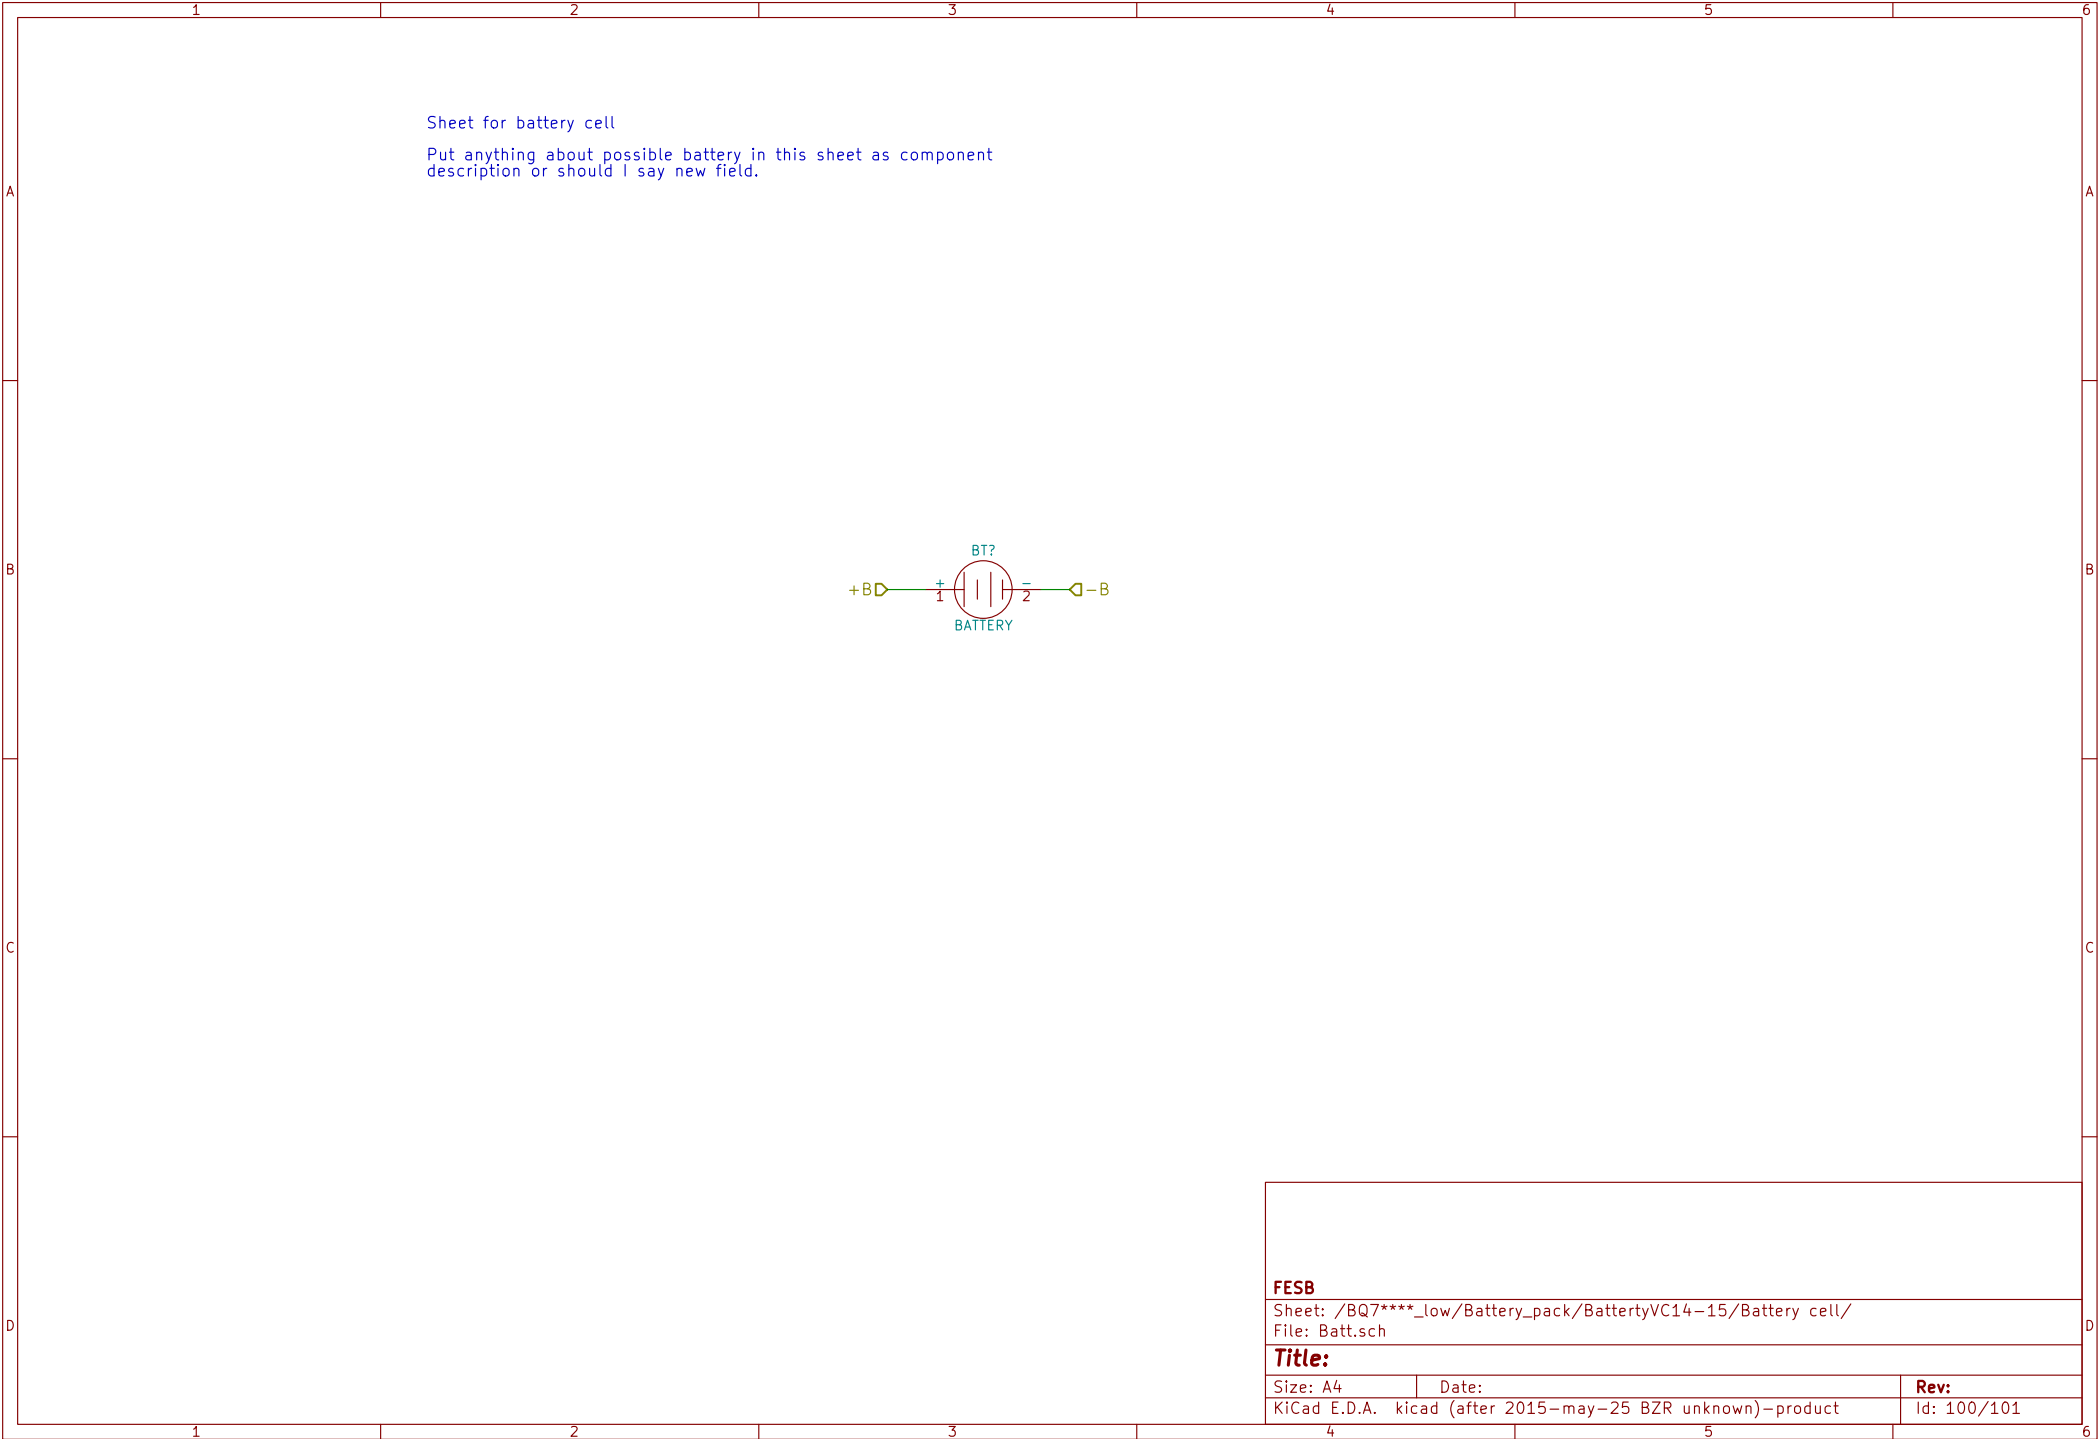 1 2 3 4 5 6
Sheet for battery cell
Put anything about possible battery in this sheet as component
description or should I say new field.
A A
BT?
B B
+B + 1 - 2 -B
BATTERY
C C
FESB
Sheet: /BQ7****_low/Battery_pack/BattertyVC14-15/Battery cell/
File: Batt.sch
D D
Title:
Size: A4 Date: Rev:
KiCad E.D.A. kicad (after 2015-may-25 BZR unknown)-product Id: 100/101
1 2 3 4 5 6